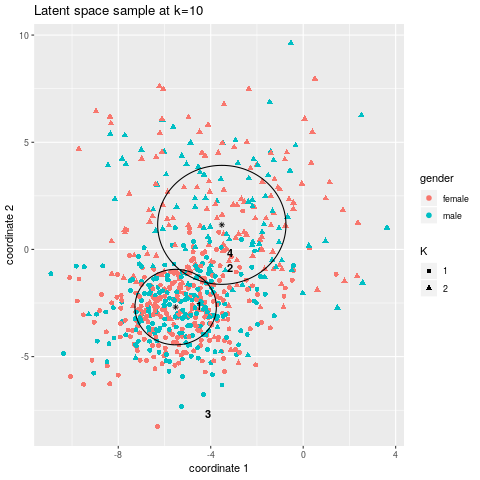 Latent space sample at k=10
coordinate 2
10
5
0
-5
4
2
1
3
-8
-4
0
4
coordinate 1
gender
female
male
K
1
2